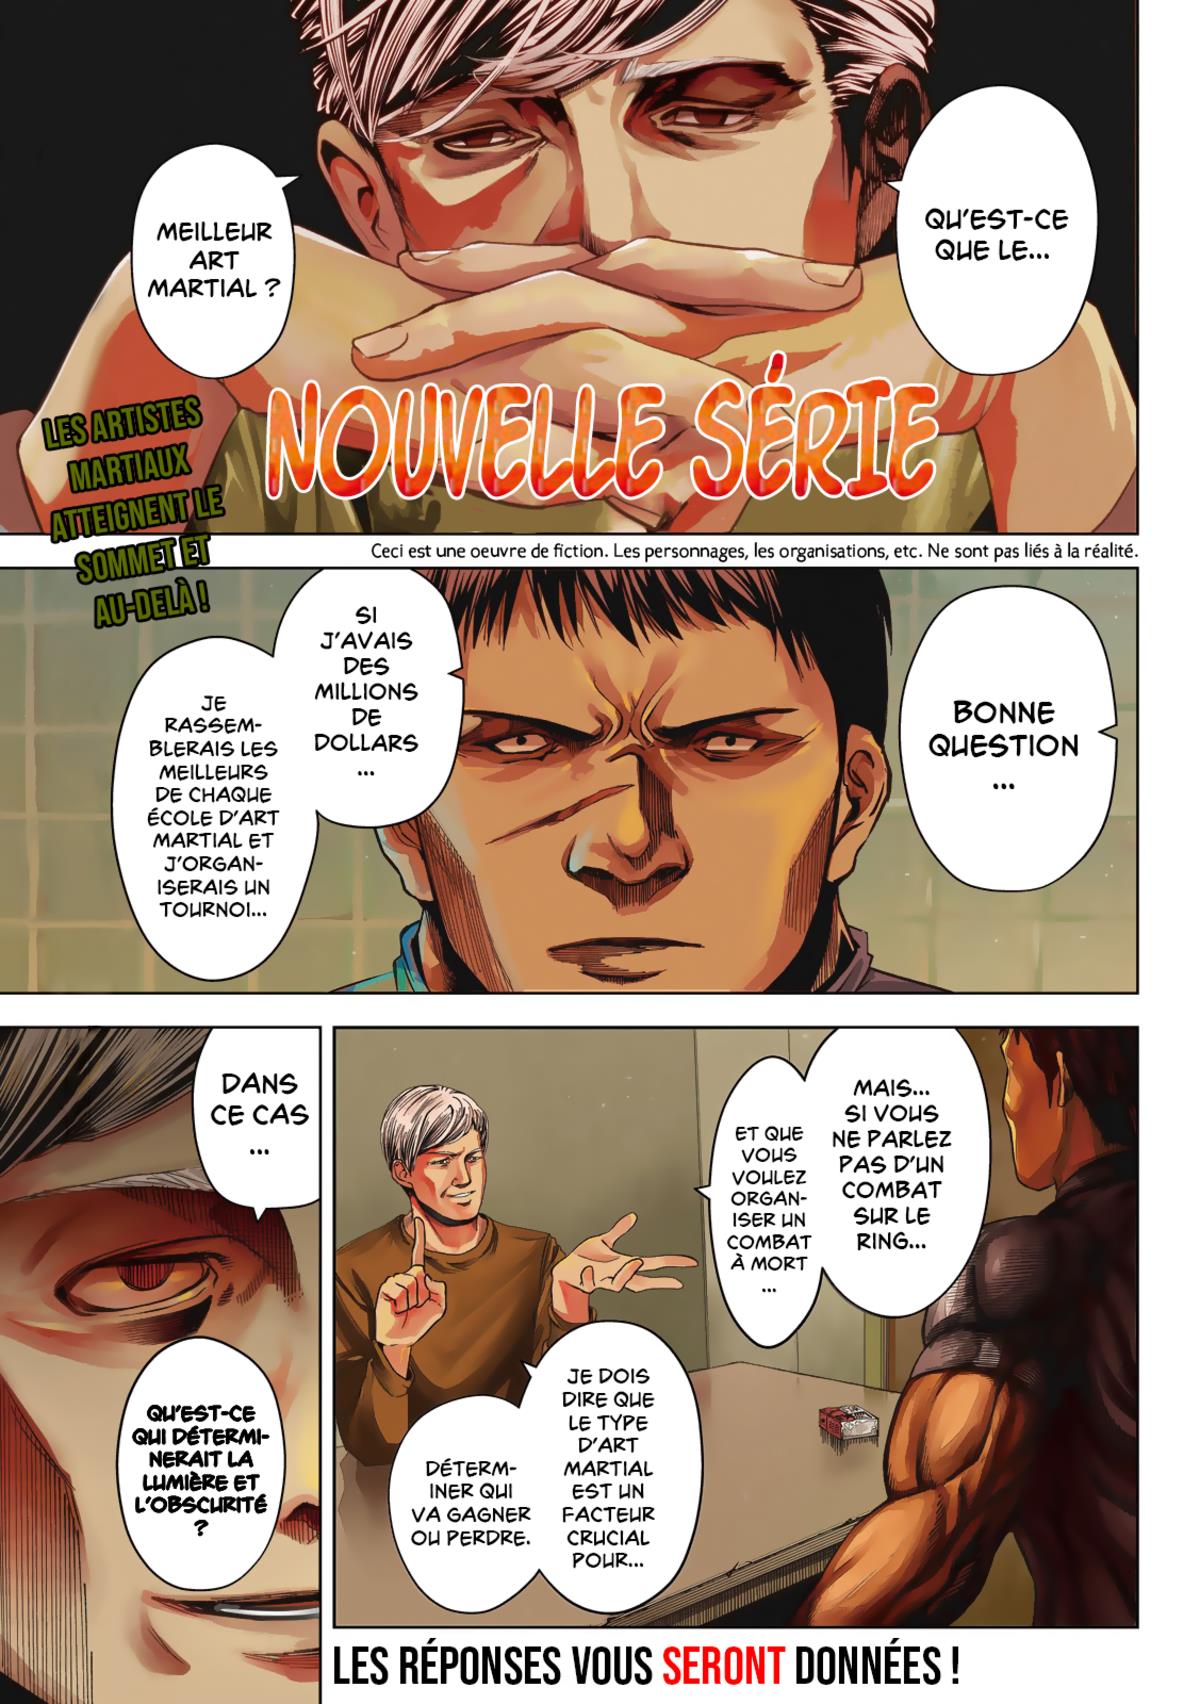 QU'EST-CE
QUE LE...
MEILLEUR
ART
MARTIAL ?
NOUVELLE SÉRIE
LES ARTISTES
MARTIAUX
ATTEIGNENT LE
SOMMET ET
AU-DELÀ !
Ceci est une oeuvre de fiction. Les personnages, les organisations, etc. Ne sont pas liés à la réalité.
BONNE
QUESTION
...
SI
J'AVAIS
DES
MILLIONS
DE
DOLLARS
...
JE
RASSEM-
BLERAIS LES
MEILLEURS
DE CHAQUE
ÉCOLE D'ART
MARTIAL ET
J'ORGAN-
ISERAIS UN
TOURNOI...
MAIS...
SI VOUS
NE PARLEZ
PAS D'UN
COMBAT
SUR LE
RING...
ET QUE
VOUS
VOULEZ
ORGAN-
ISER UN
COMBAT
À MORT
...
JE DOIS
DIRE QUE
LE TYPE
D'ART
MARTIAL
EST UN
FACTEUR
CRUCIAL
POUR...
DÉTERM-
INER QUI
VA GAGNER
OU PERDRE.
DANS
CE CAS
...
QU'EST-CE
QUI DÉTERMI-
NERAIT LA
LUMIÈRE ET
L'OBSCURITÉ
?
LES RÉPONSES VOUS SERONT DONNÉES !